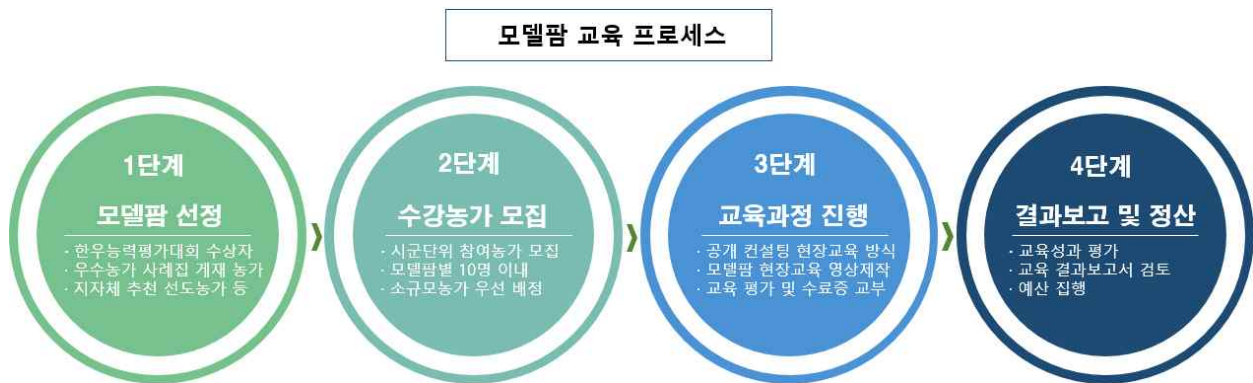 모델팜 교육 프로세스
1단계
모델팜 선정
· 한우능력평가대회 수상자
· 우수농가 사례집 게재 농가
· 지자체 추천 선도농가 등
2단계
수강농가 모집
· 시군단위 참여농가 모집
· 모델팜별 10명 이내
· 소규모농가 우선 배정
3단계
교육과정 진행
· 공개 컨설팅 현장교육 방식
· 모델팜 현장교육 영상제작
· 교육 평가 및 수료증 교부
4단계
결과보고 및 정산
· 교육성과 평가
· 교육 결과보고서 검토
· 예산 집행